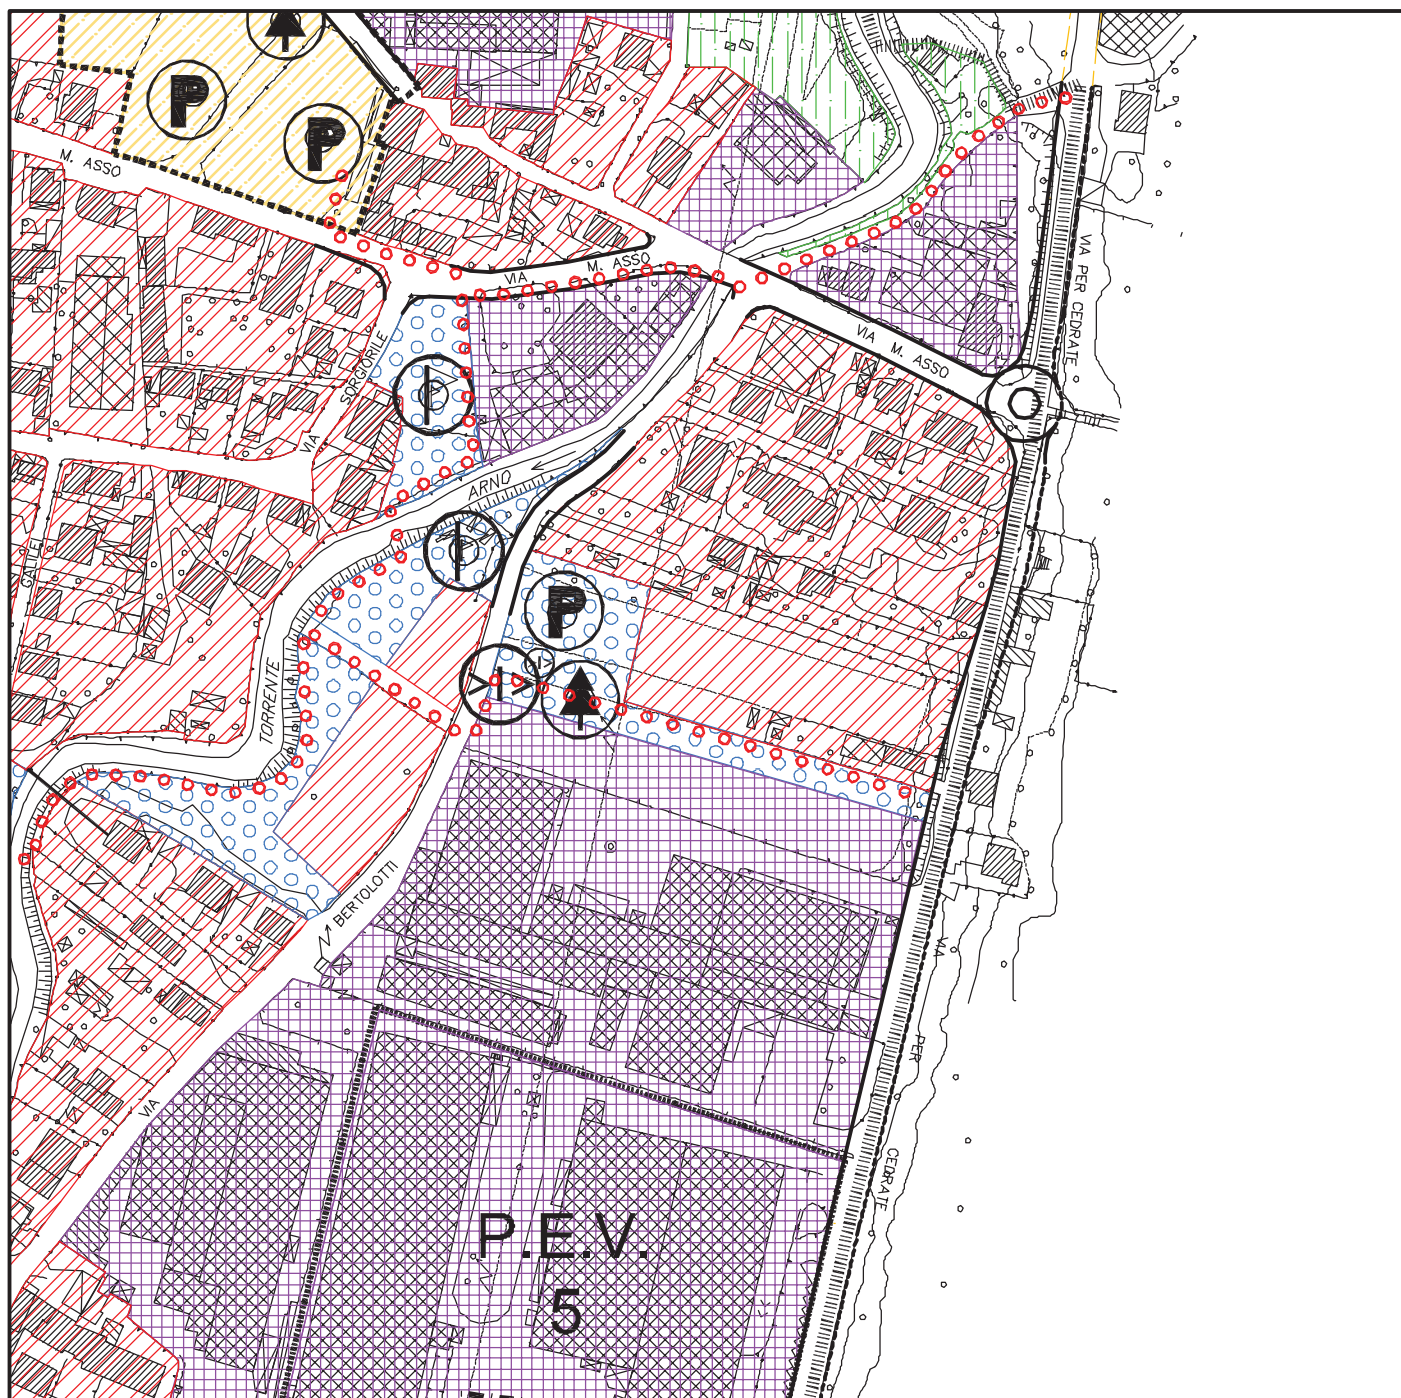 P
P
M. ASSO
VIA M. ASSO
VIA PER CEDRATE
VIA M. ASSO
VIA SORGIORILE
ARNO
P
TORRENTE
BERTOLOTTI
VIA
VIA
PER
CEDRATE
P.E.V.
5